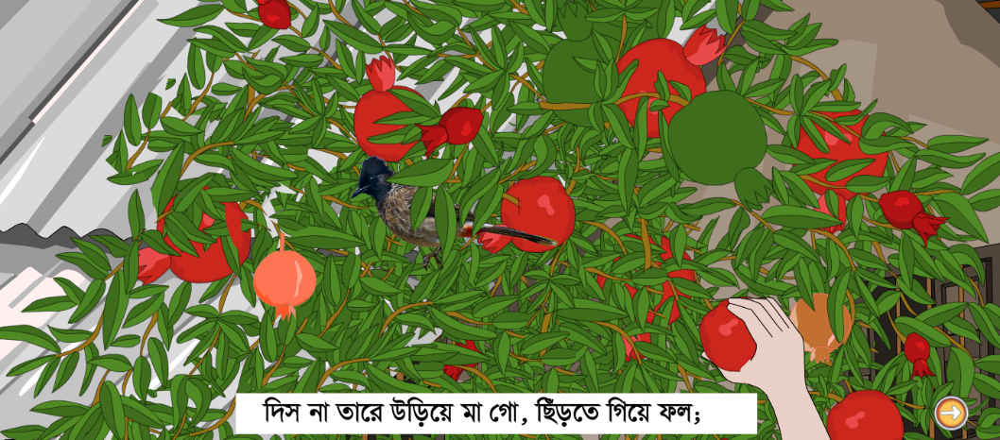 দিস না তারে উড়িয়ে মা গো, ছিঁড়তে গিয়ে ফল;